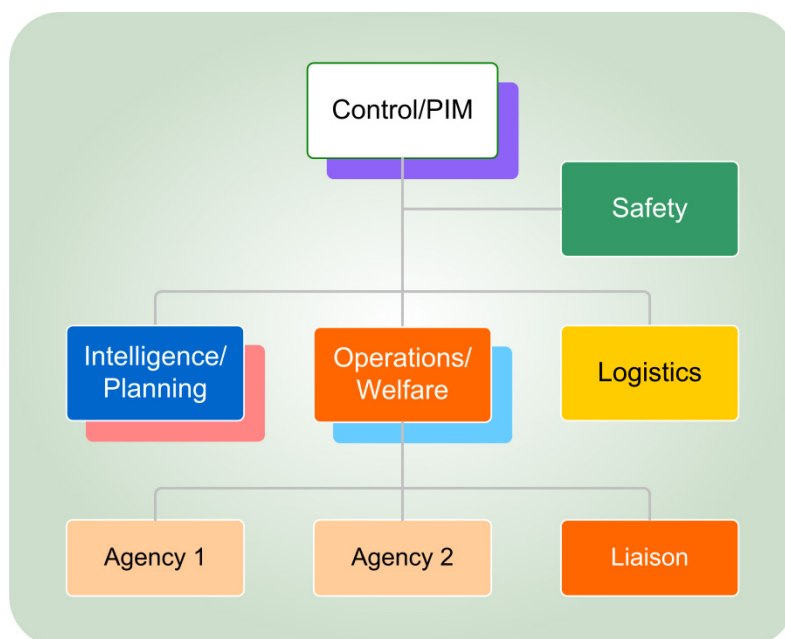 Control/PIM
Safety
Intelligence/
Planning
Operations/
Welfare
Logistics
Agency 1
Agency 2
Liaison